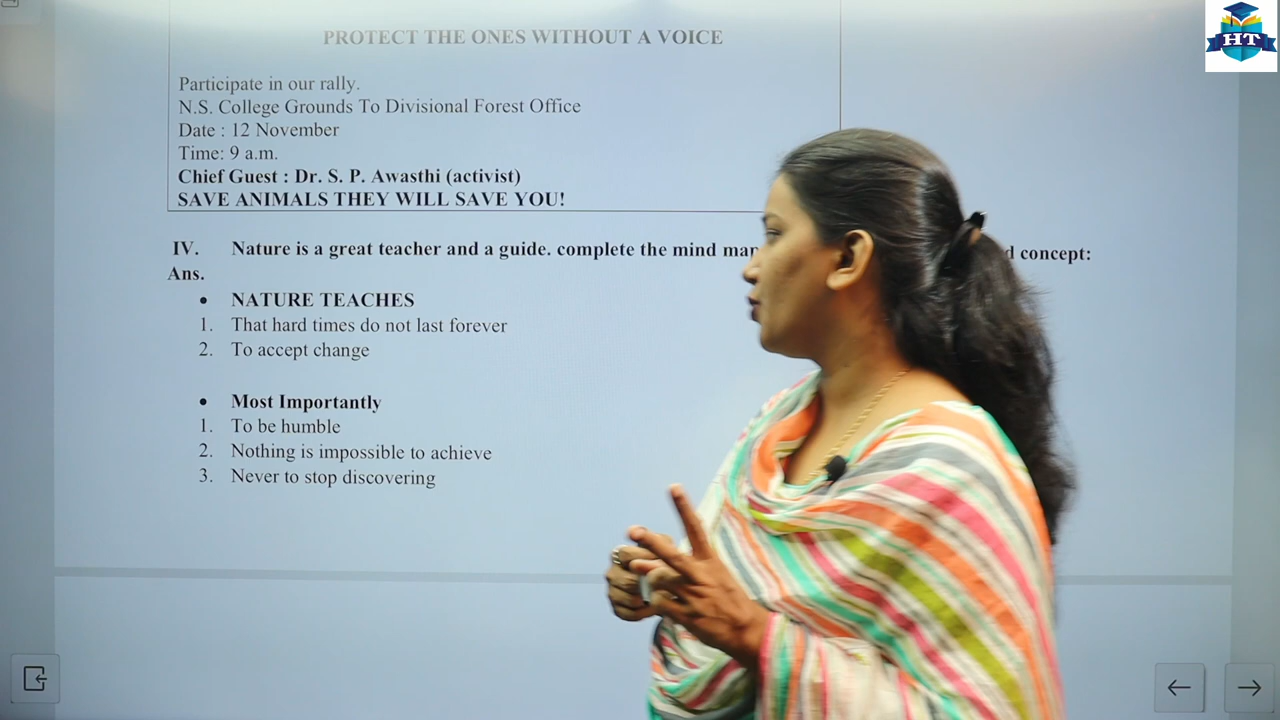 HT
PROTECT THE ONES WITHOUT A VOICE
Participate in our rally.
N.S. College Grounds To Divisional Forest Office
Date : 12 November
Time: 9 a.m.
Chief Guest : Dr. S. P. Awasthi (activist)
SAVE ANIMALS THEY WILL SAVE YOU!
IV. Nature is a great teacher and a guide. complete the mind concept:
Ans.
• NATURE TEACHES
1. That hard times do not last forever
2. To accept change
• Most Importantly
1. To be humble
2. Nothing is impossible to achieve
3. Never to stop discovering